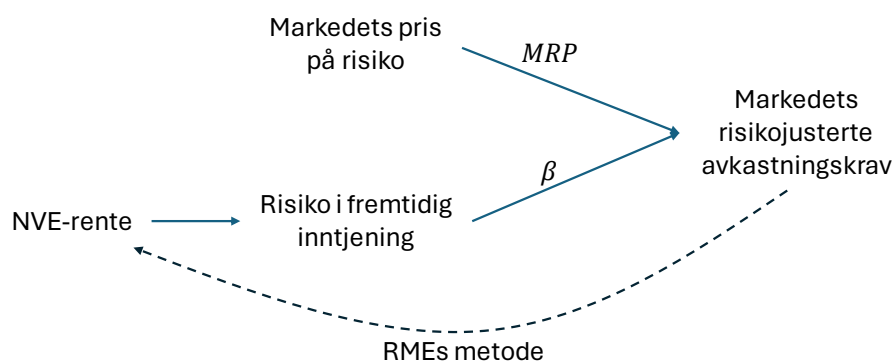 Markedets pris
på risiko
MRP
Markedets
risikojusterte
avkastningskrav
β
NVE-rente
Risiko i fremtidig
inntjening
RMEs metode